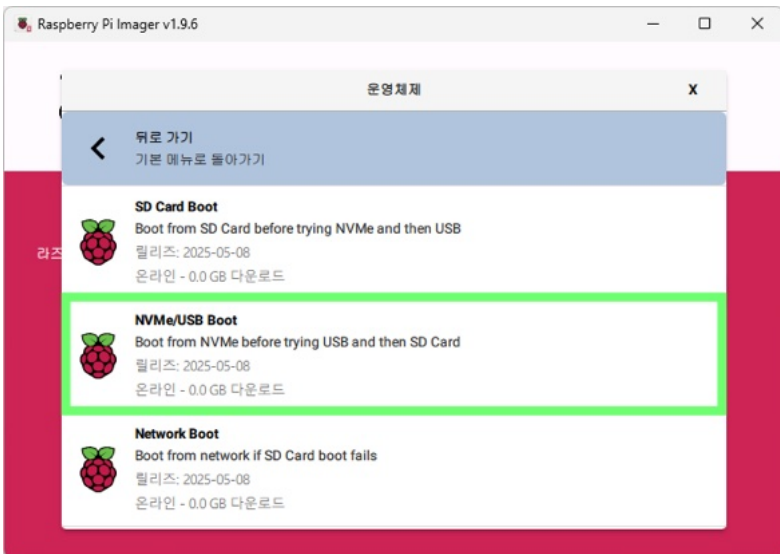 Raspberry Pi Imager v1.9.6
운영체제
X
뒤로 가기
기본 메뉴로 돌아가기
SD Card Boot
Boot from SD Card before trying NVMe and then USB
릴리즈: 2025-05-08
온라인 - 0.0 GB 다운로드
라즈
NVMe/USB Boot
Boot from NVMe before trying USB and then SD Card
릴리즈: 2025-05-08
온라인 - 0.0 GB 다운로드
Network Boot
Boot from network if SD Card boot fails
릴리즈: 2025-05-08
온라인 - 0.0 GB 다운로드